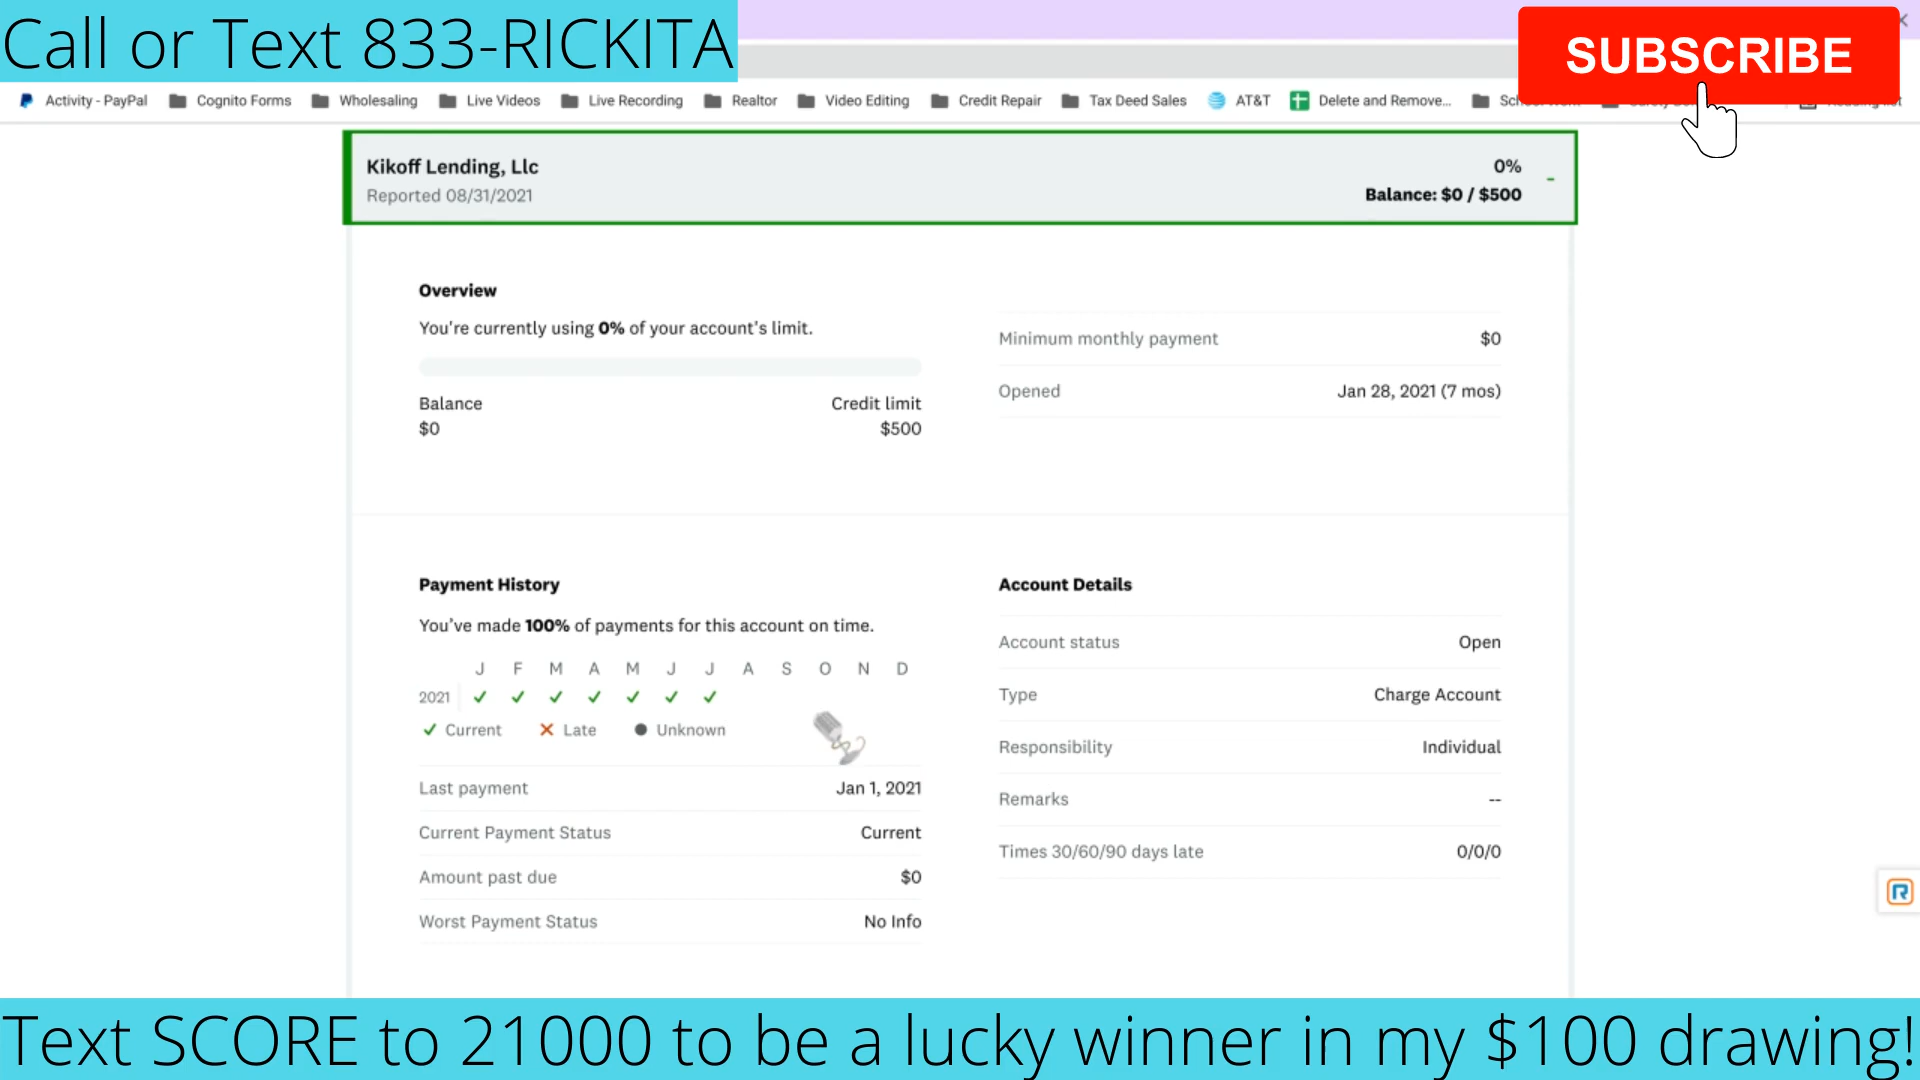 Call or Text 833-RICKITA
SUBSCRIBE
Activity - PayPal Cognito Forms Wholesaling Live Videos Live Recording Realtor Video Editing Credit Repair Tax Deed Sales AT&T Delete and Remove...
Kikoff Lending, Llc 0%
Reported 08/31/2021 Balance: $0 / $500
Overview
You're currently using 0% of your account's limit.
Minimum monthly payment $0
Opened Jan 28, 2021 (7 mos)
Balance Credit limit
$0 $500
Payment History
You've made 100% of payments for this account on time.
J F M A M J J A S O N D
2021
Current Late Unknown
Last payment Jan 1, 2021
Current Payment Status Current
Amount past due $0
Worst Payment Status No Info
Account Details
Account status Open
Type Charge Account
Responsibility Individual
Remarks --
Times 30/60/90 days late 0/0/0
R
Text SCORE to 21000 to be a lucky winner in my $100 drawing!